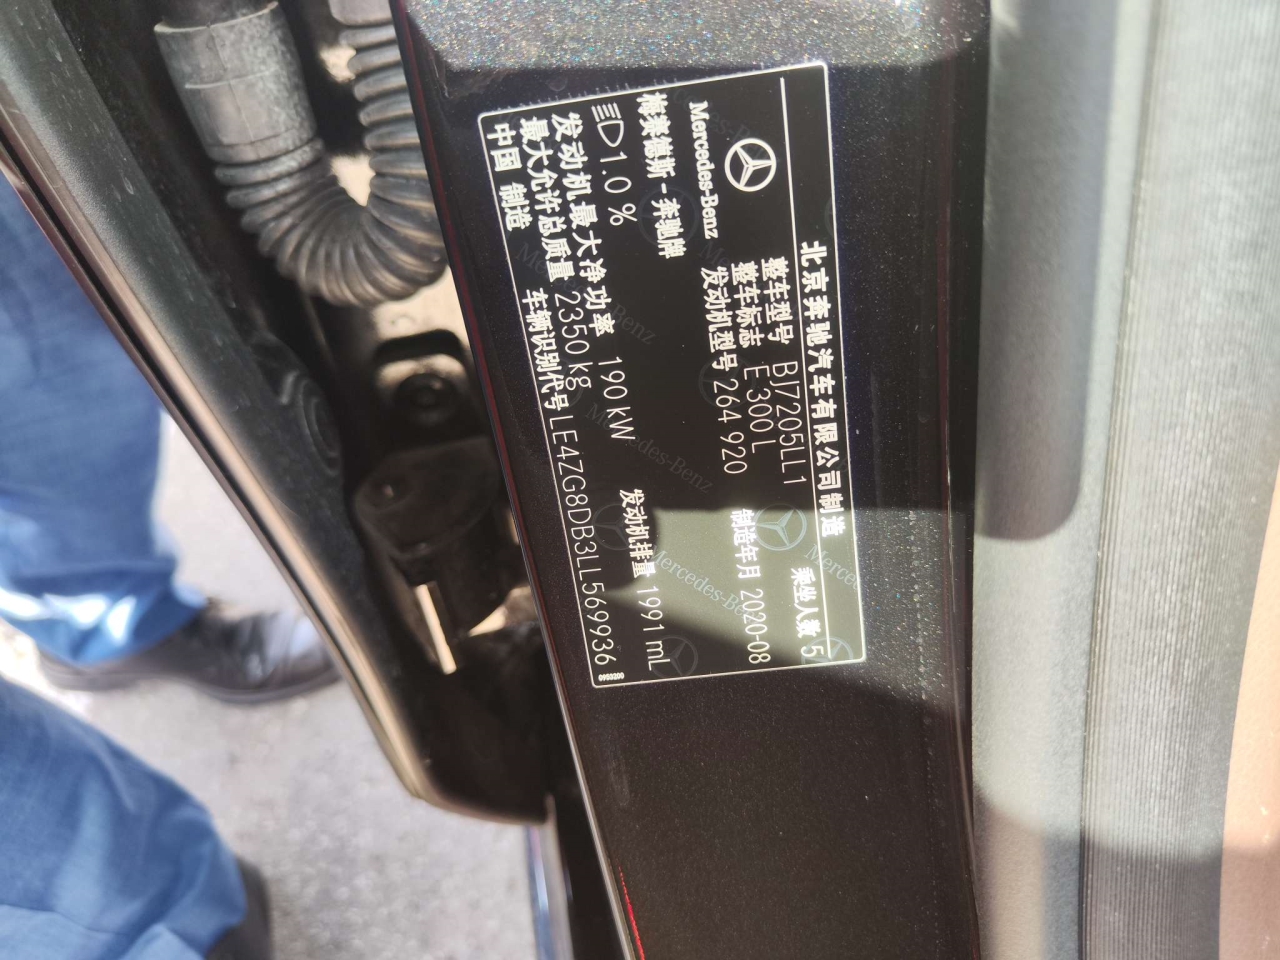 北京奔驰汽车有限公司制造
Mercedes-Benz
梅赛德斯-奔驰牌
整车型号 BJ7205LL1 乘坐人数 5
整车标志 E 300 L
发动机型号 264 920 制造年月 2020-08
1.0 % 发动机排量 1991 mL
发动机最大净功率 190 kW
最大允许总质量 2350 kg
中国 制造 车辆识别代号 LE4ZG8DB3LL569936
0953200